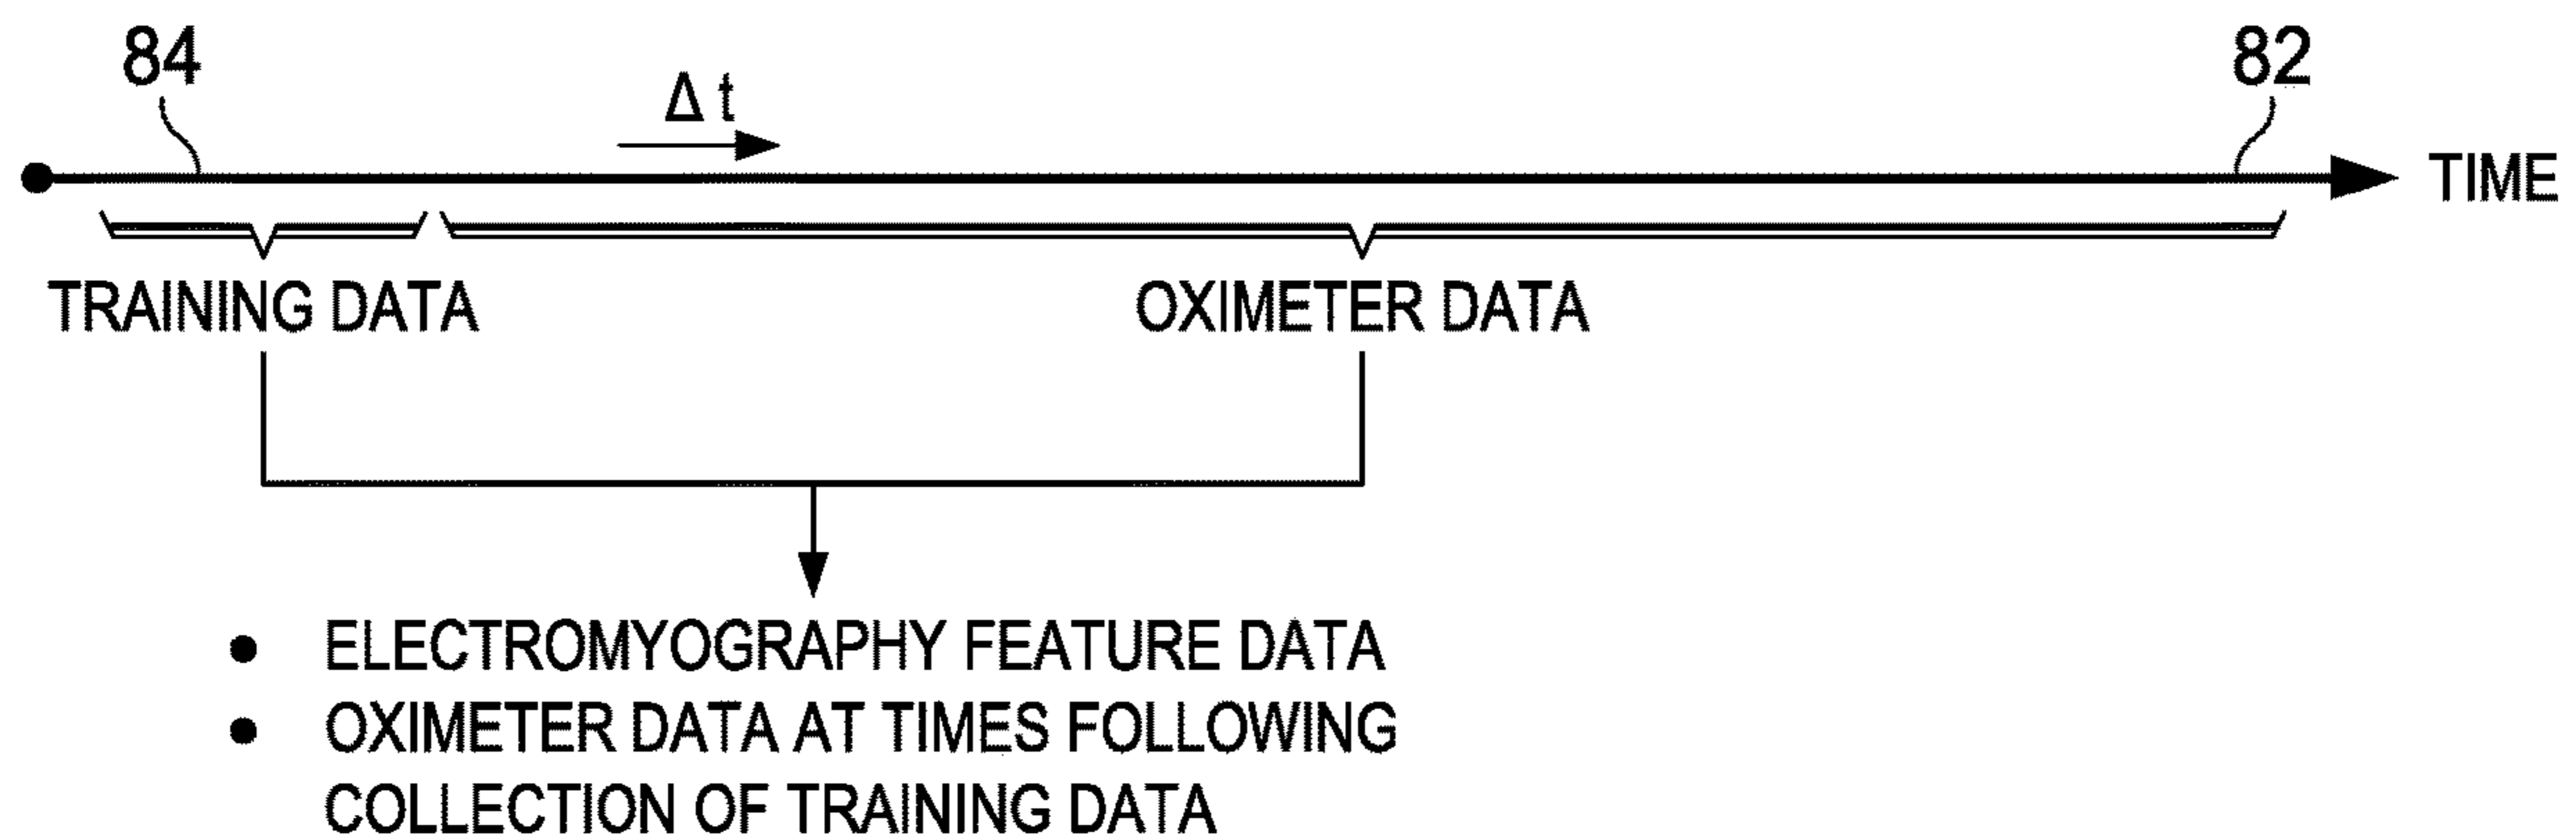 84
82
Δ t
TIME
TRAINING DATA
OXIMETER DATA
• ELECTROMYOGRAPHY FEATURE DATA
• OXIMETER DATA AT TIMES FOLLOWING
COLLECTION OF TRAINING DATA